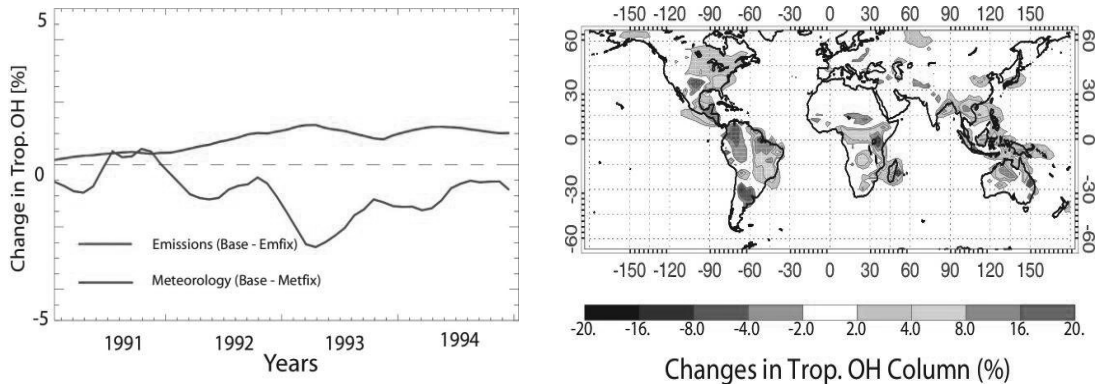 5
Change in Trop. OH [%]
0
Emissions (Base - Emfix)
Meteorology (Base - Metfix)
-5
1991 1992 1993 1994
Years
-150 -120 -90 -60 -30 0 30 60 90 120 150
60 60
30 30
0 0
-30 -30
-60 -60
-150 -120 -90 -60 -30 0 30 60 90 120 150
-20. -16. -8.0 -4.0 -2.0 2.0 4.0 8.0 16. 20.
Changes in Trop. OH Column (%)